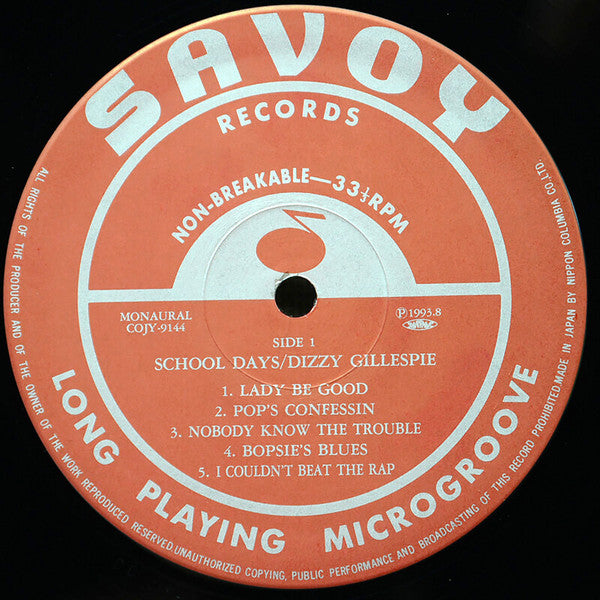 SAVOY
RECORDS
NON-BREAKABLE—33⅓RPM
MONAURAL
COJY-9144
Ⓟ1993.8
SIDE 1
SCHOOL DAYS/DIZZY GILLESPIE
1. LADY BE GOOD
2. POP'S CONFESSIN
3. NOBODY KNOW THE TROUBLE
4. BOPSIE'S BLUES
5. I COULDN'T BEAT THE RAP
LONG PLAYING MICROGROOVE
ALL RIGHTS OF THE PRODUCER AND OF THE OWNER OF THE WORK REPRODUCED RESERVED UNAUTHORIZED COPYING, PUBLIC PERFORMANCE AND BROADCASTING OF THIS RECORD PROHIBITED MADE IN JAPAN BY NIPPON COLUMBIA CO., LTD.